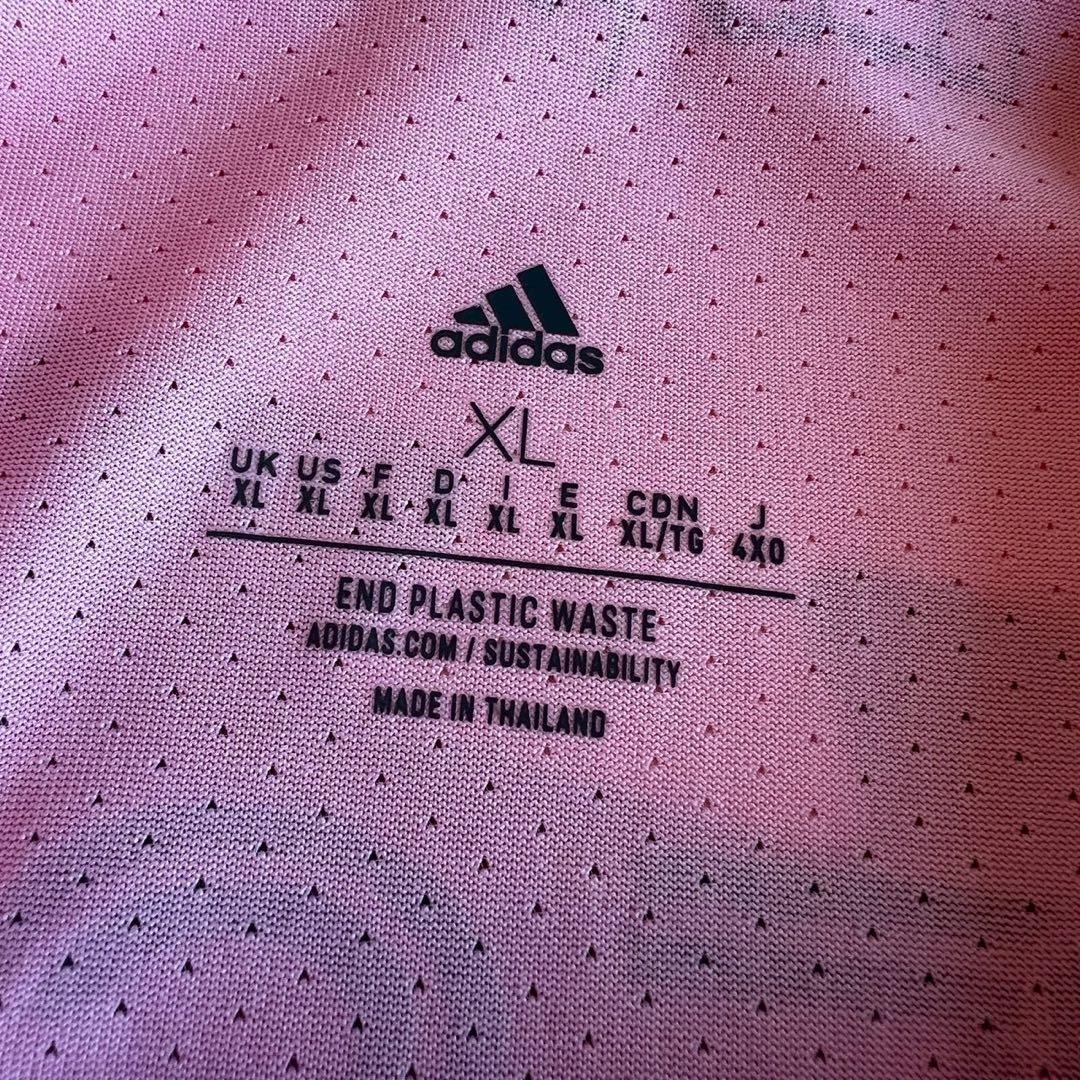 adidas
XL
UK US F D I E CDN J
XL XL XL XL XL XL XL/TG 4XO
END PLASTIC WASTE
ADIDAS.COM / SUSTAINABILITY
MADE IN THAILAND